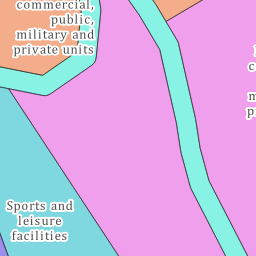 commercial,
public,
military and
private units
Sports and
leisure
facilities